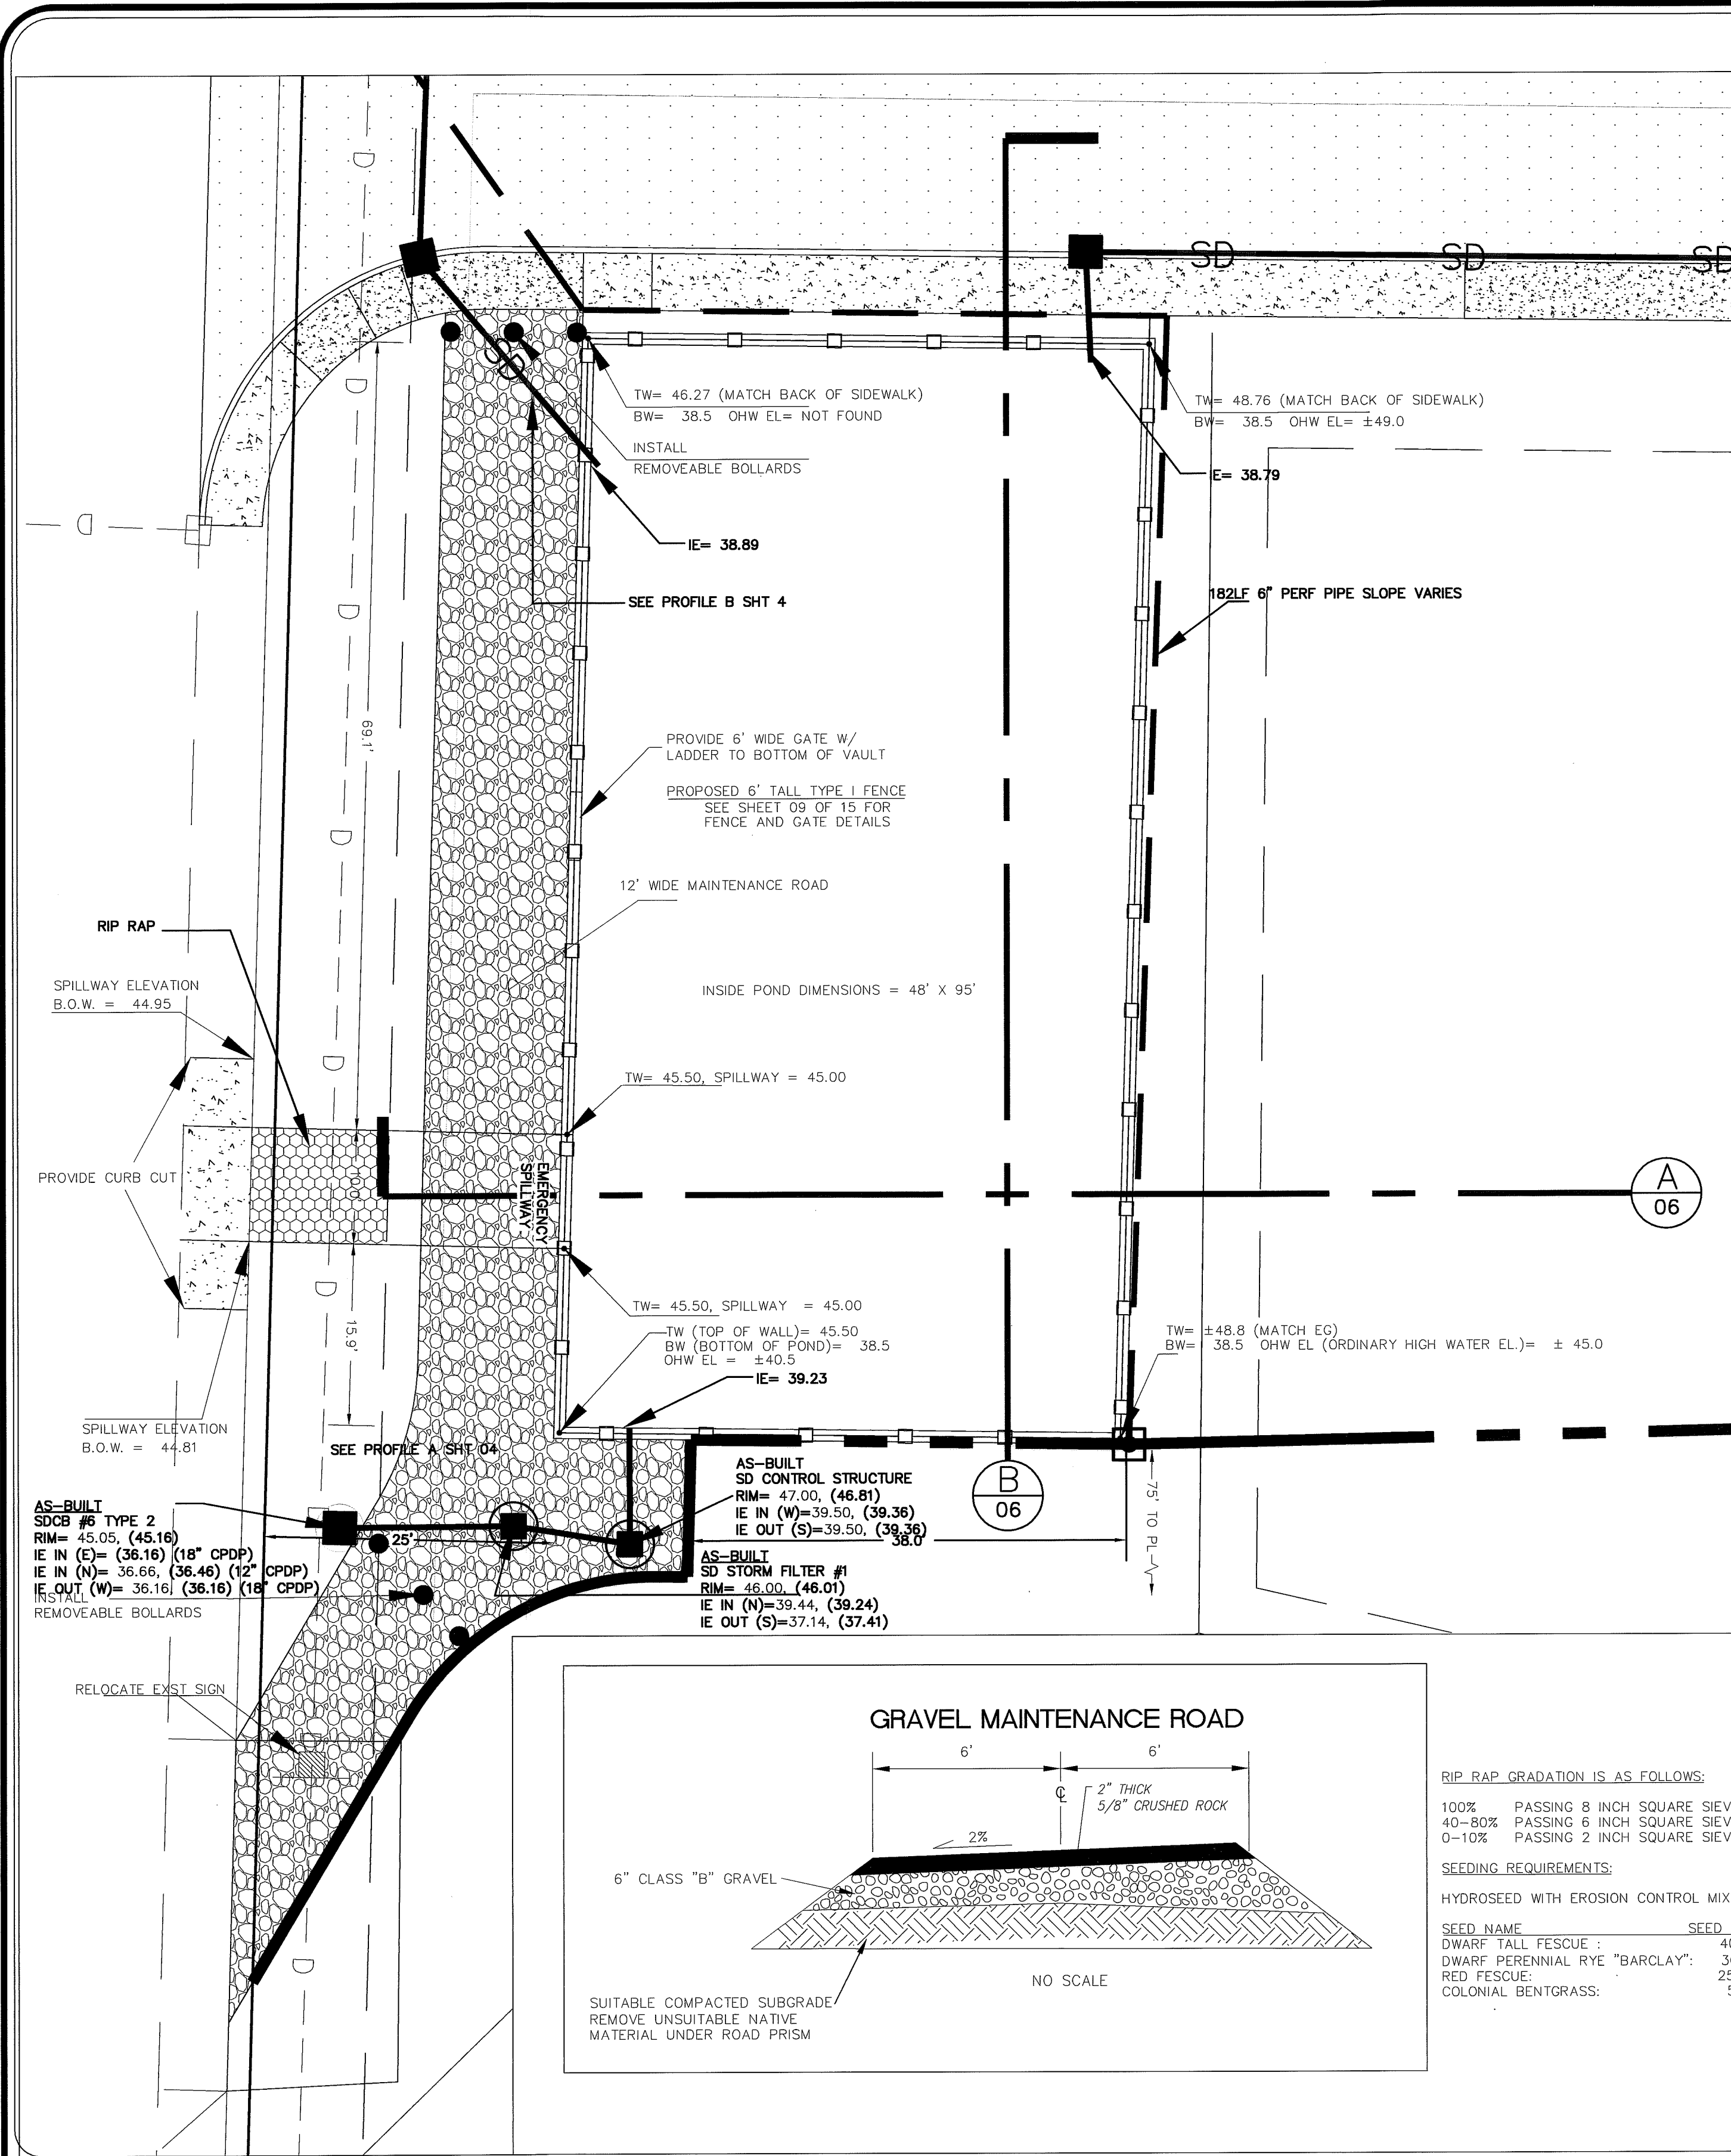 SD
SD
SD
D
D
D
D
D
D
D
D
D
D
SD
TW= 46.27 (MATCH BACK OF SIDEWALK)
BW= 38.5 OHW EL= NOT FOUND
TW= 48.76 (MATCH BACK OF SIDEWALK)
BW= 38.5 OHW EL= ±49.0
INSTALL
REMOVEABLE BOLLARDS
IE= 38.79
IE= 38.89
SEE PROFILE B SHT 4
182LF 6" PERF PIPE SLOPE VARIES
69.1'
PROVIDE 6' WIDE GATE W/
LADDER TO BOTTOM OF VAULT
PROPOSED 6' TALL TYPE I FENCE
SEE SHEET 09 OF 15 FOR
FENCE AND GATE DETAILS
12' WIDE MAINTENANCE ROAD
RIP RAP
SPILLWAY ELEVATION
B.O.W. = 44.95
INSIDE POND DIMENSIONS = 48' X 95'
TW= 45.50, SPILLWAY = 45.00
PROVIDE CURB CUT
10.0'
EMERGENCY
SPILLWAY
A
06
TW= 45.50, SPILLWAY = 45.00
TW (TOP OF WALL)= 45.50
BW (BOTTOM OF POND)= 38.5
OHW EL = ±40.5
IE= 39.23
TW= ±48.8 (MATCH EG)
BW= 38.5 OHW EL (ORDINARY HIGH WATER EL.)= ± 45.0
15.9'
SPILLWAY ELEVATION
B.O.W. = 44.81
SEE PROFILE A SHT 04
AS-BUILT
SD CONTROL STRUCTURE
RIM= 47.00, (46.81)
IE IN (W)=39.50, (39.36)
IE OUT (S)=39.50, (39.36)
B
06
75' TO PL
AS-BUILT
SDCB #6 TYPE 2
RIM= 45.05, (45.16)
IE IN (E)= (36.16) (18" CPDP)
IE IN (N)= 36.66, (36.46) (12" CPDP)
IE OUT (W)= 36.16, (36.16) (18" CPDP)
INSTALL
REMOVEABLE BOLLARDS
25'
38.0'
AS-BUILT
SD STORM FILTER #1
RIM= 46.00, (46.01)
IE IN (N)=39.44, (39.24)
IE OUT (S)=37.14, (37.41)
RELOCATE EXST SIGN
GRAVEL MAINTENANCE ROAD
6'
6'
℄
2" THICK
5/8" CRUSHED ROCK
2%
6" CLASS "B" GRAVEL
NO SCALE
SUITABLE COMPACTED SUBGRADE
REMOVE UNSUITABLE NATIVE
MATERIAL UNDER ROAD PRISM
RIP RAP GRADATION IS AS FOLLOWS:
100% PASSING 8 INCH SQUARE SIEV
40-80% PASSING 6 INCH SQUARE SIEV
0-10% PASSING 2 INCH SQUARE SIEV
SEEDING REQUIREMENTS:
HYDROSEED WITH EROSION CONTROL MIX
SEED NAME SEED
DWARF TALL FESCUE :
DWARF PERENNIAL RYE "BARCLAY":
RED FESCUE: 25
COLONIAL BENTGRASS: